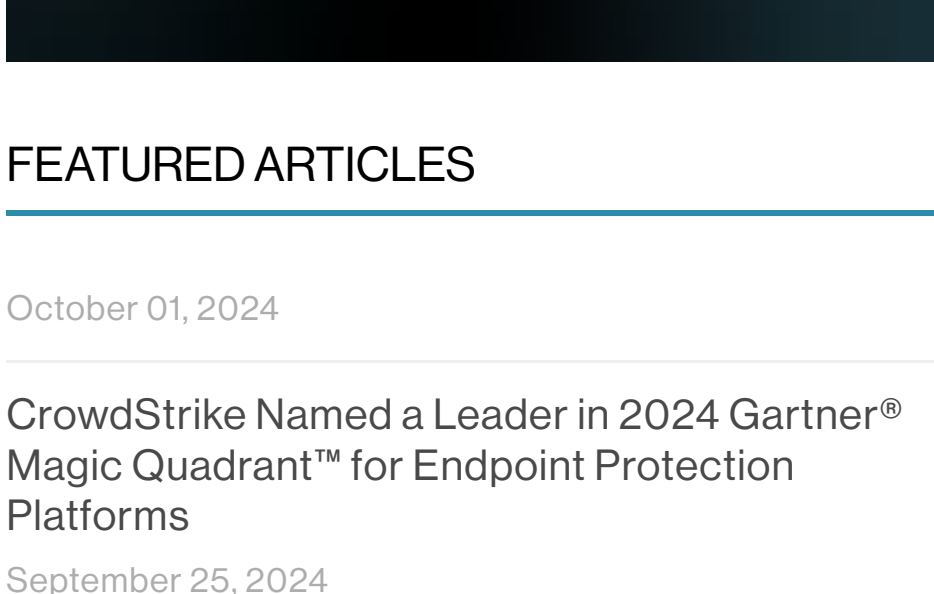 FEATURED ARTICLES
October 01, 2024
CrowdStrike Named a Leader in 2024 Gartner®
Magic Quadrant™ for Endpoint Protection
Platforms
September 25, 2024